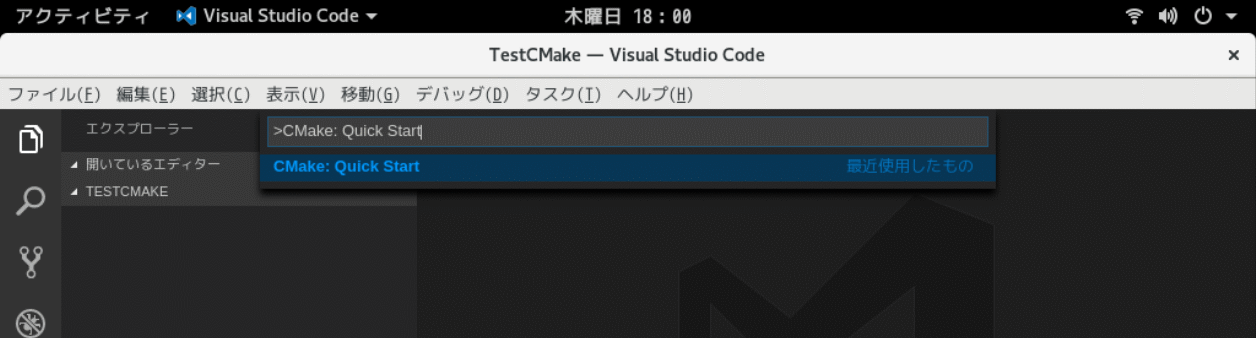 アクティビティ Visual Studio Code 木曜日 18：00
TestCMake — Visual Studio Code ×
ファイル(F) 編集(E) 選択(C) 表示(V) 移動(G) デバッグ(D) タスク(T) ヘルプ(H)
エクスプローラー
>CMake: Quick Start
開いているエディター
CMake: Quick Start 最近使用したもの
TESTCMAKE